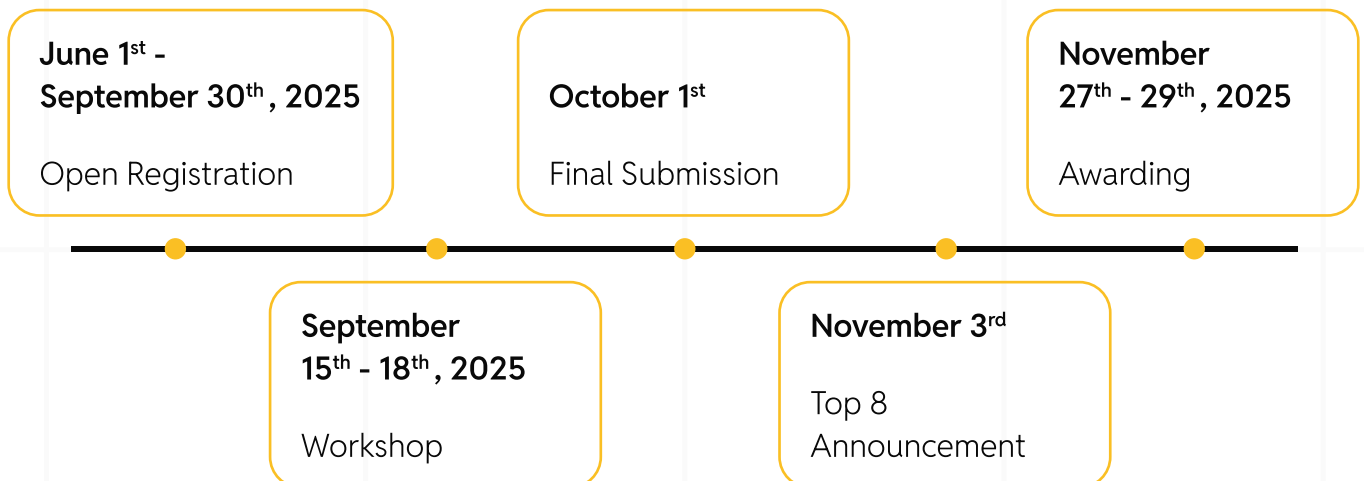 June 1st -
September 30th, 2025
Open Registration
September
15th - 18th, 2025
Workshop
October 1st
Final Submission
November 3rd
Top 8
Announcement
November
27th - 29th, 2025
Awarding